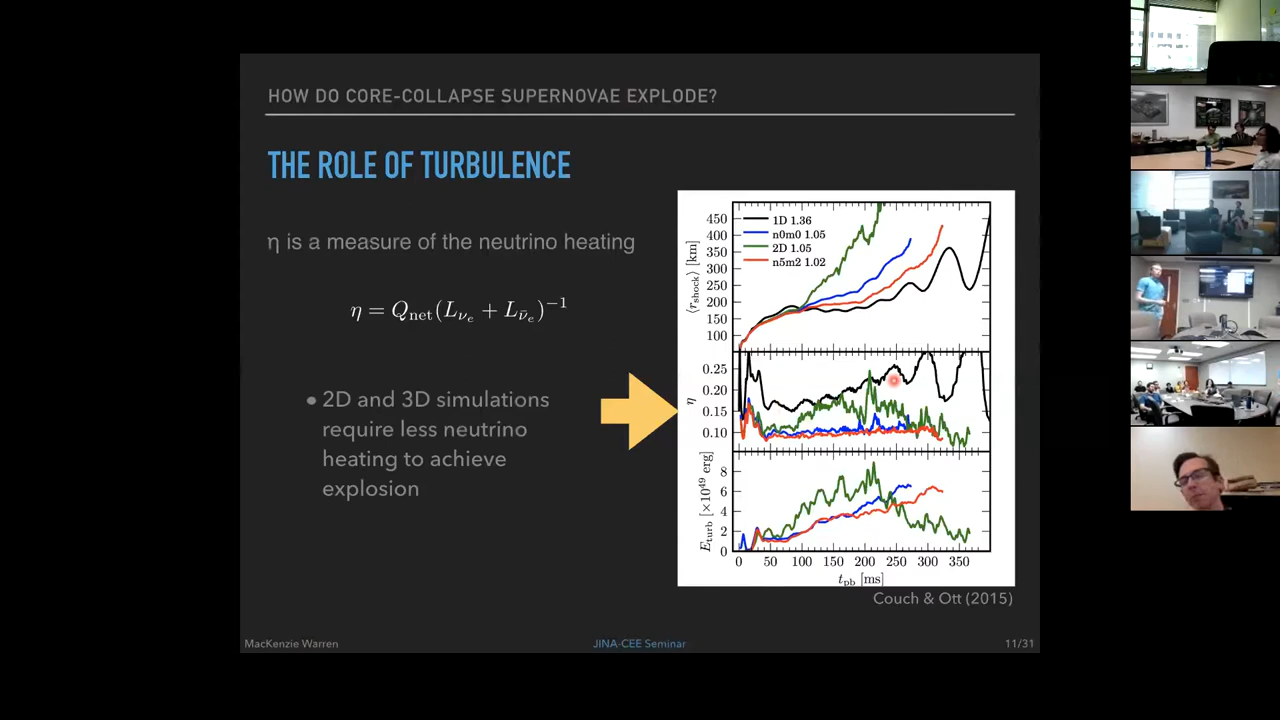 HOW DO CORE-COLLAPSE SUPERNOVAE EXPLODE?
THE ROLE OF TURBULENCE
η is a measure of the neutrino heating
η = Q_net(L_νₑ + L_ν̄ₑ)⁻¹
• 2D and 3D simulations
require less neutrino
heating to achieve
explosion
⟨r_shock⟩ [km]
450
400
350
300
250
200
150
100
1D 1.36
n0m0 1.05
2D 1.05
n5m2 1.02
η
0.25
0.20
0.15
0.10
E_turb [×10⁴⁹ erg]
8
6
4
2
0
0 50 100 150 200 250 300 350
t_pb [ms]
Couch & Ott (2015)
MacKenzie Warren
JINA-CEE Seminar
11/31